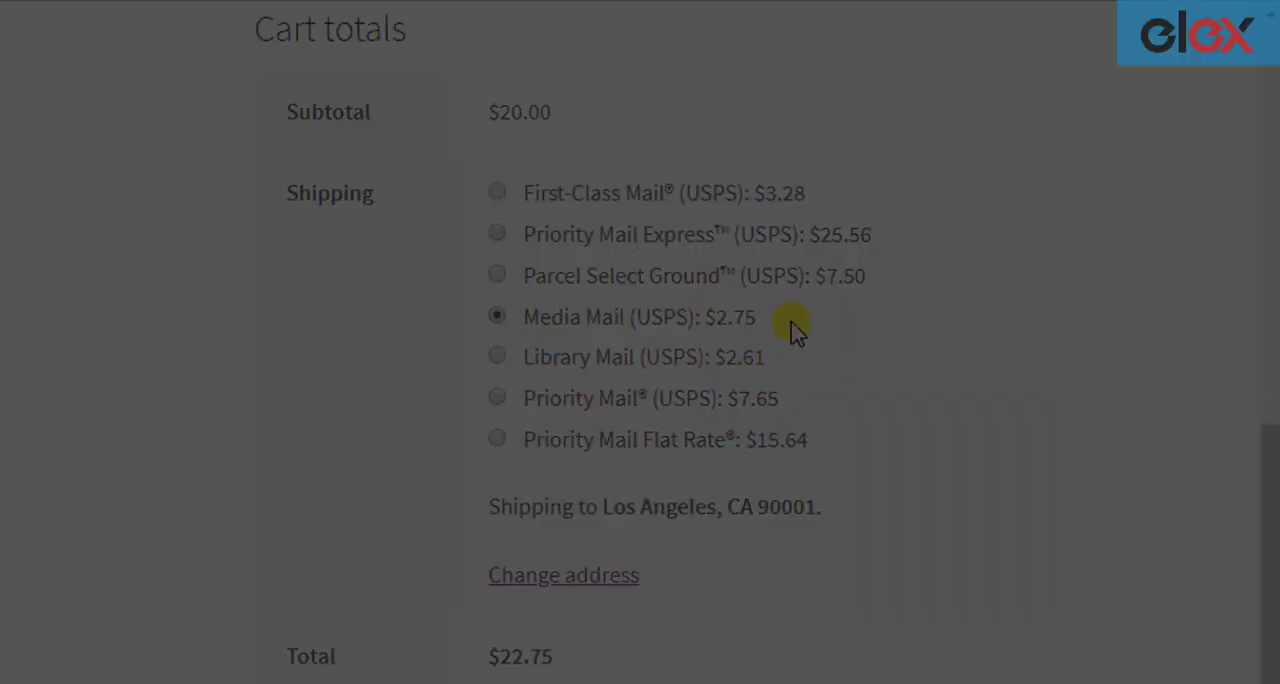 elex
Cart totals
Subtotal $20.00
Shipping First-Class Mail® (USPS): $3.28
Priority Mail Express™ (USPS): $25.56
Parcel Select Ground™ (USPS): $7.50
Media Mail (USPS): $2.75
Library Mail (USPS): $2.61
Priority Mail® (USPS): $7.65
Priority Mail Flat Rate®: $15.64
Shipping to Los Angeles, CA 90001.
Change address
Total $22.75